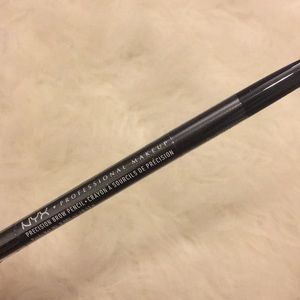 NYX • PROFESSIONAL MAKEUP
PRECISION BROW PENCIL • CRAYON À SOURCILS DE PRÉCISION